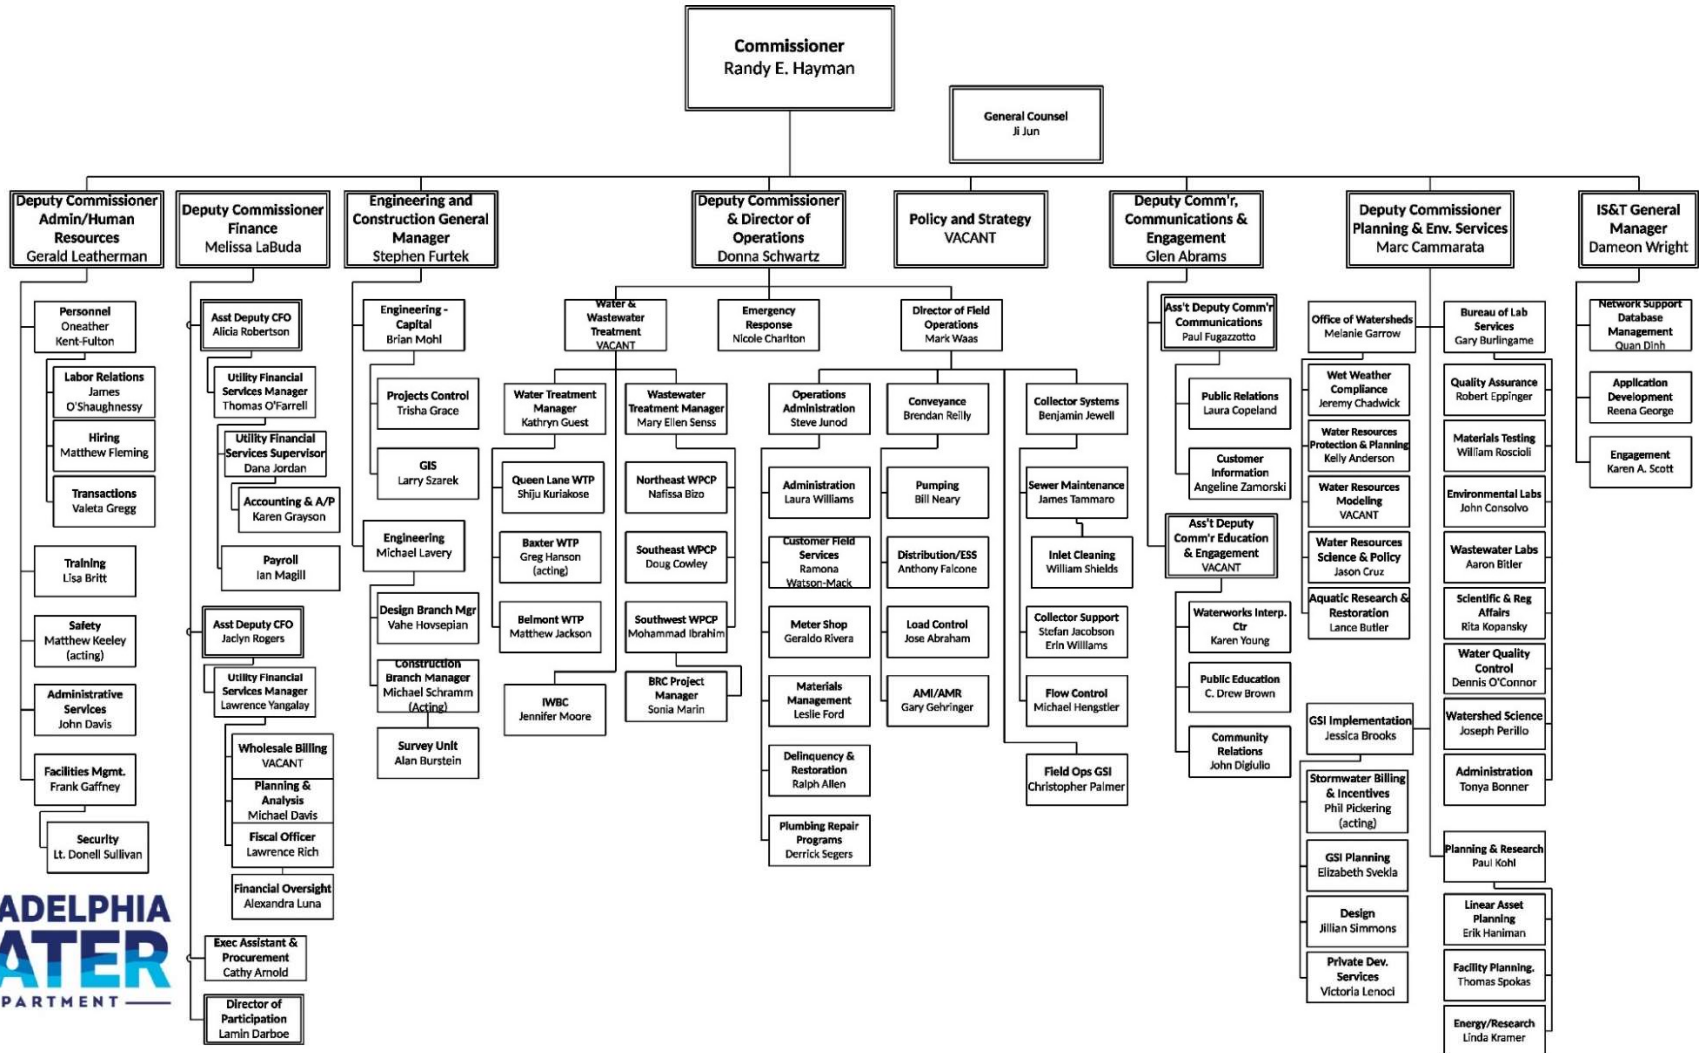 Commissioner
Randy E. Hayman
General Counsel
Ji Jun
Deputy Commissioner
Admin/Human
Resources
Gerald Leatherman
Deputy Commissioner
Finance
Melissa LaBuda
Engineering and
Construction General
Manager
Stephen Furtek
Deputy Commissioner
& Director of
Operations
Donna Schwartz
Policy and Strategy
VACANT
Deputy Comm'r,
Communications &
Engagement
Glen Abrams
Deputy Commissioner
Planning & Env. Services
Marc Cammarata
IS&T General
Manager
Dameon Wright
Personnel
Oneather
Kent-Fulton
Labor Relations
James
O'Shaughnessy
Hiring
Matthew Fleming
Transactions
Valeta Gregg
Training
Lisa Britt
Safety
Matthew Keeley
(acting)
Administrative
Services
John Davis
Facilities Mgmt.
Frank Gaffney
Security
Lt. Donell Sullivan
Asst Deputy CFO
Alicia Robertson
Utility Financial
Services Manager
Thomas O'Farrell
Utility Financial
Services Supervisor
Dana Jordan
Accounting & A/P
Karen Grayson
Payroll
Ian Magill
Asst Deputy CFO
Jaclyn Rogers
Utility Financial
Services Manager
Lawrence Yangalay
Wholesale Billing
VACANT
Planning &
Analysis
Michael Davis
Fiscal Officer
Lawrence Rich
Financial Oversight
Alexandra Luna
Exec Assistant &
Procurement
Cathy Arnold
Director of
Participation
Lamin Darboe
Engineering -
Capital
Brian Mohl
Projects Control
Trisha Grace
GIS
Larry Szarek
Engineering
Michael Lavery
Design Branch Mgr
Vahe Hovsepian
Construction
Branch Manager
Michael Schramm
(Acting)
Survey Unit
Alan Burstein
Water &
Wastewater
Treatment
VACANT
Water Treatment
Manager
Kathryn Guest
Queen Lane WTP
Shiju Kuriakose
Baxter WTP
Greg Hanson
(acting)
Belmont WTP
Matthew Jackson
IWBC
Jennifer Moore
Wastewater
Treatment Manager
Mary Ellen Senss
Northeast WPCP
Nafissa Bizo
Southeast WPCP
Doug Cowley
Southwest WPCP
Mohammad Ibrahim
BRC Project
Manager
Sonia Marin
Emergency
Response
Nicole Charlton
Director of Field
Operations
Mark Waas
Operations
Administration
Steve Junod
Administration
Laura Williams
Customer Field
Services
Ramona
Watson-Mack
Meter Shop
Geraldo Rivera
Materials
Management
Leslie Ford
Delinquency &
Restoration
Ralph Allen
Plumbing Repair
Programs
Derrick Segers
Conveyance
Brendan Reilly
Pumping
Bill Neary
Distribution/ESS
Anthony Falcone
Load Control
Jose Abraham
AMI/AMR
Gary Gehringer
Collector Systems
Benjamin Jewell
Sewer Maintenance
James Tammaro
Inlet Cleaning
William Shields
Collector Support
Stefan Jacobson
Erin Williams
Flow Control
Michael Hengstler
Field Ops GSI
Christopher Palmer
Ass't Deputy Comm'r
Communications
Paul Fugazzotto
Public Relations
Laura Copeland
Customer
Information
Angeline Zamorski
Ass't Deputy
Comm'r Education
& Engagement
VACANT
Waterworks Interp.
Ctr
Karen Young
Public Education
C. Drew Brown
Community
Relations
John Digiulio
Office of Watersheds
Melanie Garrow
Wet Weather
Compliance
Jeremy Chadwick
Water Resources
Protection & Planning
Kelly Anderson
Water Resources
Modeling
VACANT
Water Resources
Science & Policy
Jason Cruz
Aquatic Research &
Restoration
Lance Butler
GSI Implementation
Jessica Brooks
Stormwater Billing
& Incentives
Phil Pickering
(acting)
GSI Planning
Elizabeth Svekla
Design
Jillian Simmons
Private Dev.
Services
Victoria Lenoci
Bureau of Lab
Services
Gary Burlingame
Quality Assurance
Robert Eppinger
Materials Testing
William Roscioli
Environmental Labs
John Consolvo
Wastewater Labs
Aaron Bitler
Scientific & Reg
Affairs
Rita Kopansky
Water Quality
Control
Dennis O'Connor
Watershed Science
Joseph Perillo
Administration
Tonya Bonner
Planning & Research
Paul Kohl
Linear Asset
Planning
Erik Haniman
Facility Planning.
Thomas Spokas
Energy/Research
Linda Kramer
Network Support
Database
Management
Quan Dinh
Application
Development
Reena George
Engagement
Karen A. Scott
ADELPHIA
ATER
PARTMENT